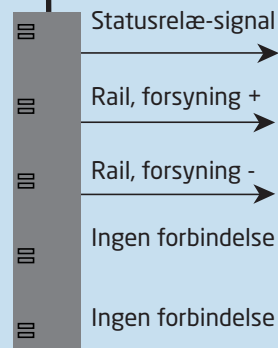 Statusrelæ-signal
Rail, forsyning +
Rail, forsyning -
Ingen forbindelse
Ingen forbindelse